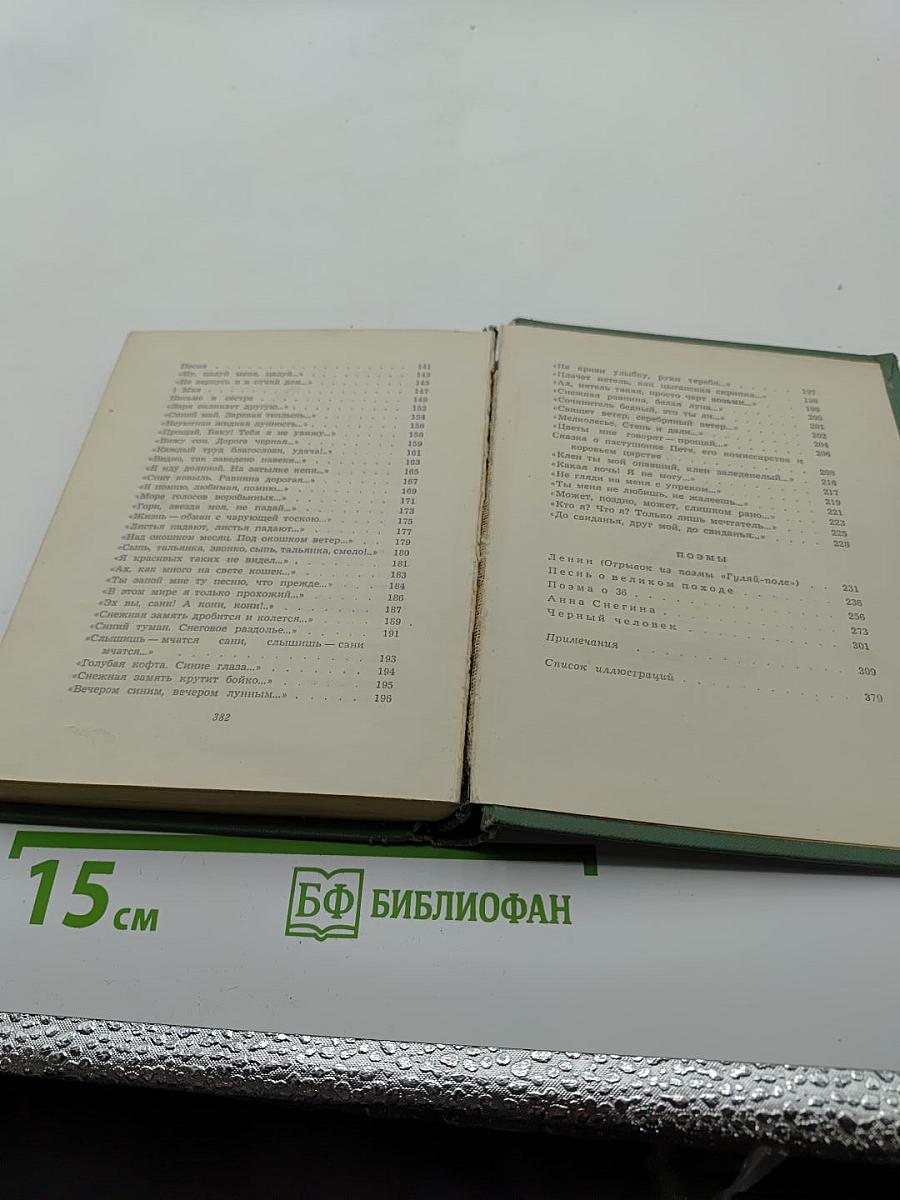 Песня . . . 141
«Ну, целуй меня, целуй...» . . . 143
«Не вернусь я в отчий дом...» . . . 145
1 Мая . . . 147
Письмо к сестре . . . 149
«Заря окликает другую...» . . . 152
«Синий май. Заревая теплынь...» . . . 154
«Неуютная жидкая лунность...» . . . 156
«Прощай, Баку! Тебя я не увижу...» . . . 158
«Вижу сон. Дорога черная...» . . . 159
«Каждый труд благослови, удача!..» . . . 161
«Видно, так заведено навеки...» . . . 163
«Я иду долиной. На затылке кепи...» . . . 165
«Спит ковыль. Равнина дорогая...» . . . 167
«Я помню, любимая, помню...» . . . 169
«Море голосов воробьиных...» . . . 171
«Гори, звезда моя, не падай...» . . . 173
«Жизнь — обман с чарующей тоскою...» . . . 175
«Листья падают, листья падают...» . . . 177
«Над окошком месяц. Под окошком ветер...» . . . 179
«Сыпь, тальянка, звонко, сыпь, тальянка, смело!..» 180
«Я красивых таких не видел...» . . . 181
«Ах, как много на свете кошек...» . . . 183
«Ты запой мне ту песню, что прежде...» . . . 184
«В этом мире я только прохожий...» . . . 186
«Эх вы, сани! А кони, кони!..» . . . 187
«Снежная замять дробится и колется...» . . . 189
«Синий туман. Снеговое раздолье...» . . . 191
«Слышишь — мчатся сани, слышишь — сани
мчатся...» . . . 193
«Голубая кофта. Синие глаза...» . . . 194
«Снежная замять крутит бойко...» . . . 195
«Вечером синим, вечером лунным...» . . . 196
382
«Не криви улыбку, руки теребя...» . . . 197
«Плачет метель, как цыганская скрипка...» . . . 198
«Ах, метель такая, просто черт возьми...» . . . 199
«Снежная равнина, белая луна...» . . . 200
«Сочинитель бедный, это ты ли...» . . . 201
«Свищет ветер, серебряный ветер...» . . . 202
«Мелколесье. Степь и дали...» . . . 204
«Цветы мне говорят — прощай...» . . . 206
Сказка о пастушонке Пете, его комиссарстве и
коровьем царстве . . . 208
«Клен ты мой опавший, клен заледенелый...» . . . 216
«Какая ночь! Я не могу...» . . . 217
«Не гляди на меня с упреком...» . . . 219
«Ты меня не любишь, не жалеешь...» . . . 221
«Может, поздно, может, слишком рано...» . . . 223
«Кто я? Что я? Только лишь мечтатель...» . . . 225
«До свиданья, друг мой, до свиданья...» . . . 228
ПОЭМЫ
Ленин (Отрывок из поэмы «Гуляй-поле») . . . 231
Песнь о великом походе . . . 236
Поэма о 36 . . . 256
Анна Снегина . . . 273
Черный человек . . . 301
Примечания . . . 309
Список иллюстраций . . . 379
15 см
БФ БИБЛИОФАН